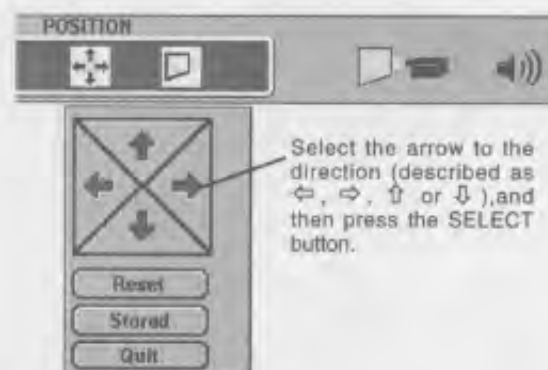 POSITION
Select the arrow to the
direction (described as
⇦, ⇨, ⇧ or ⇩ ),and
then press the SELECT
button.
Reset
Stored
Quit